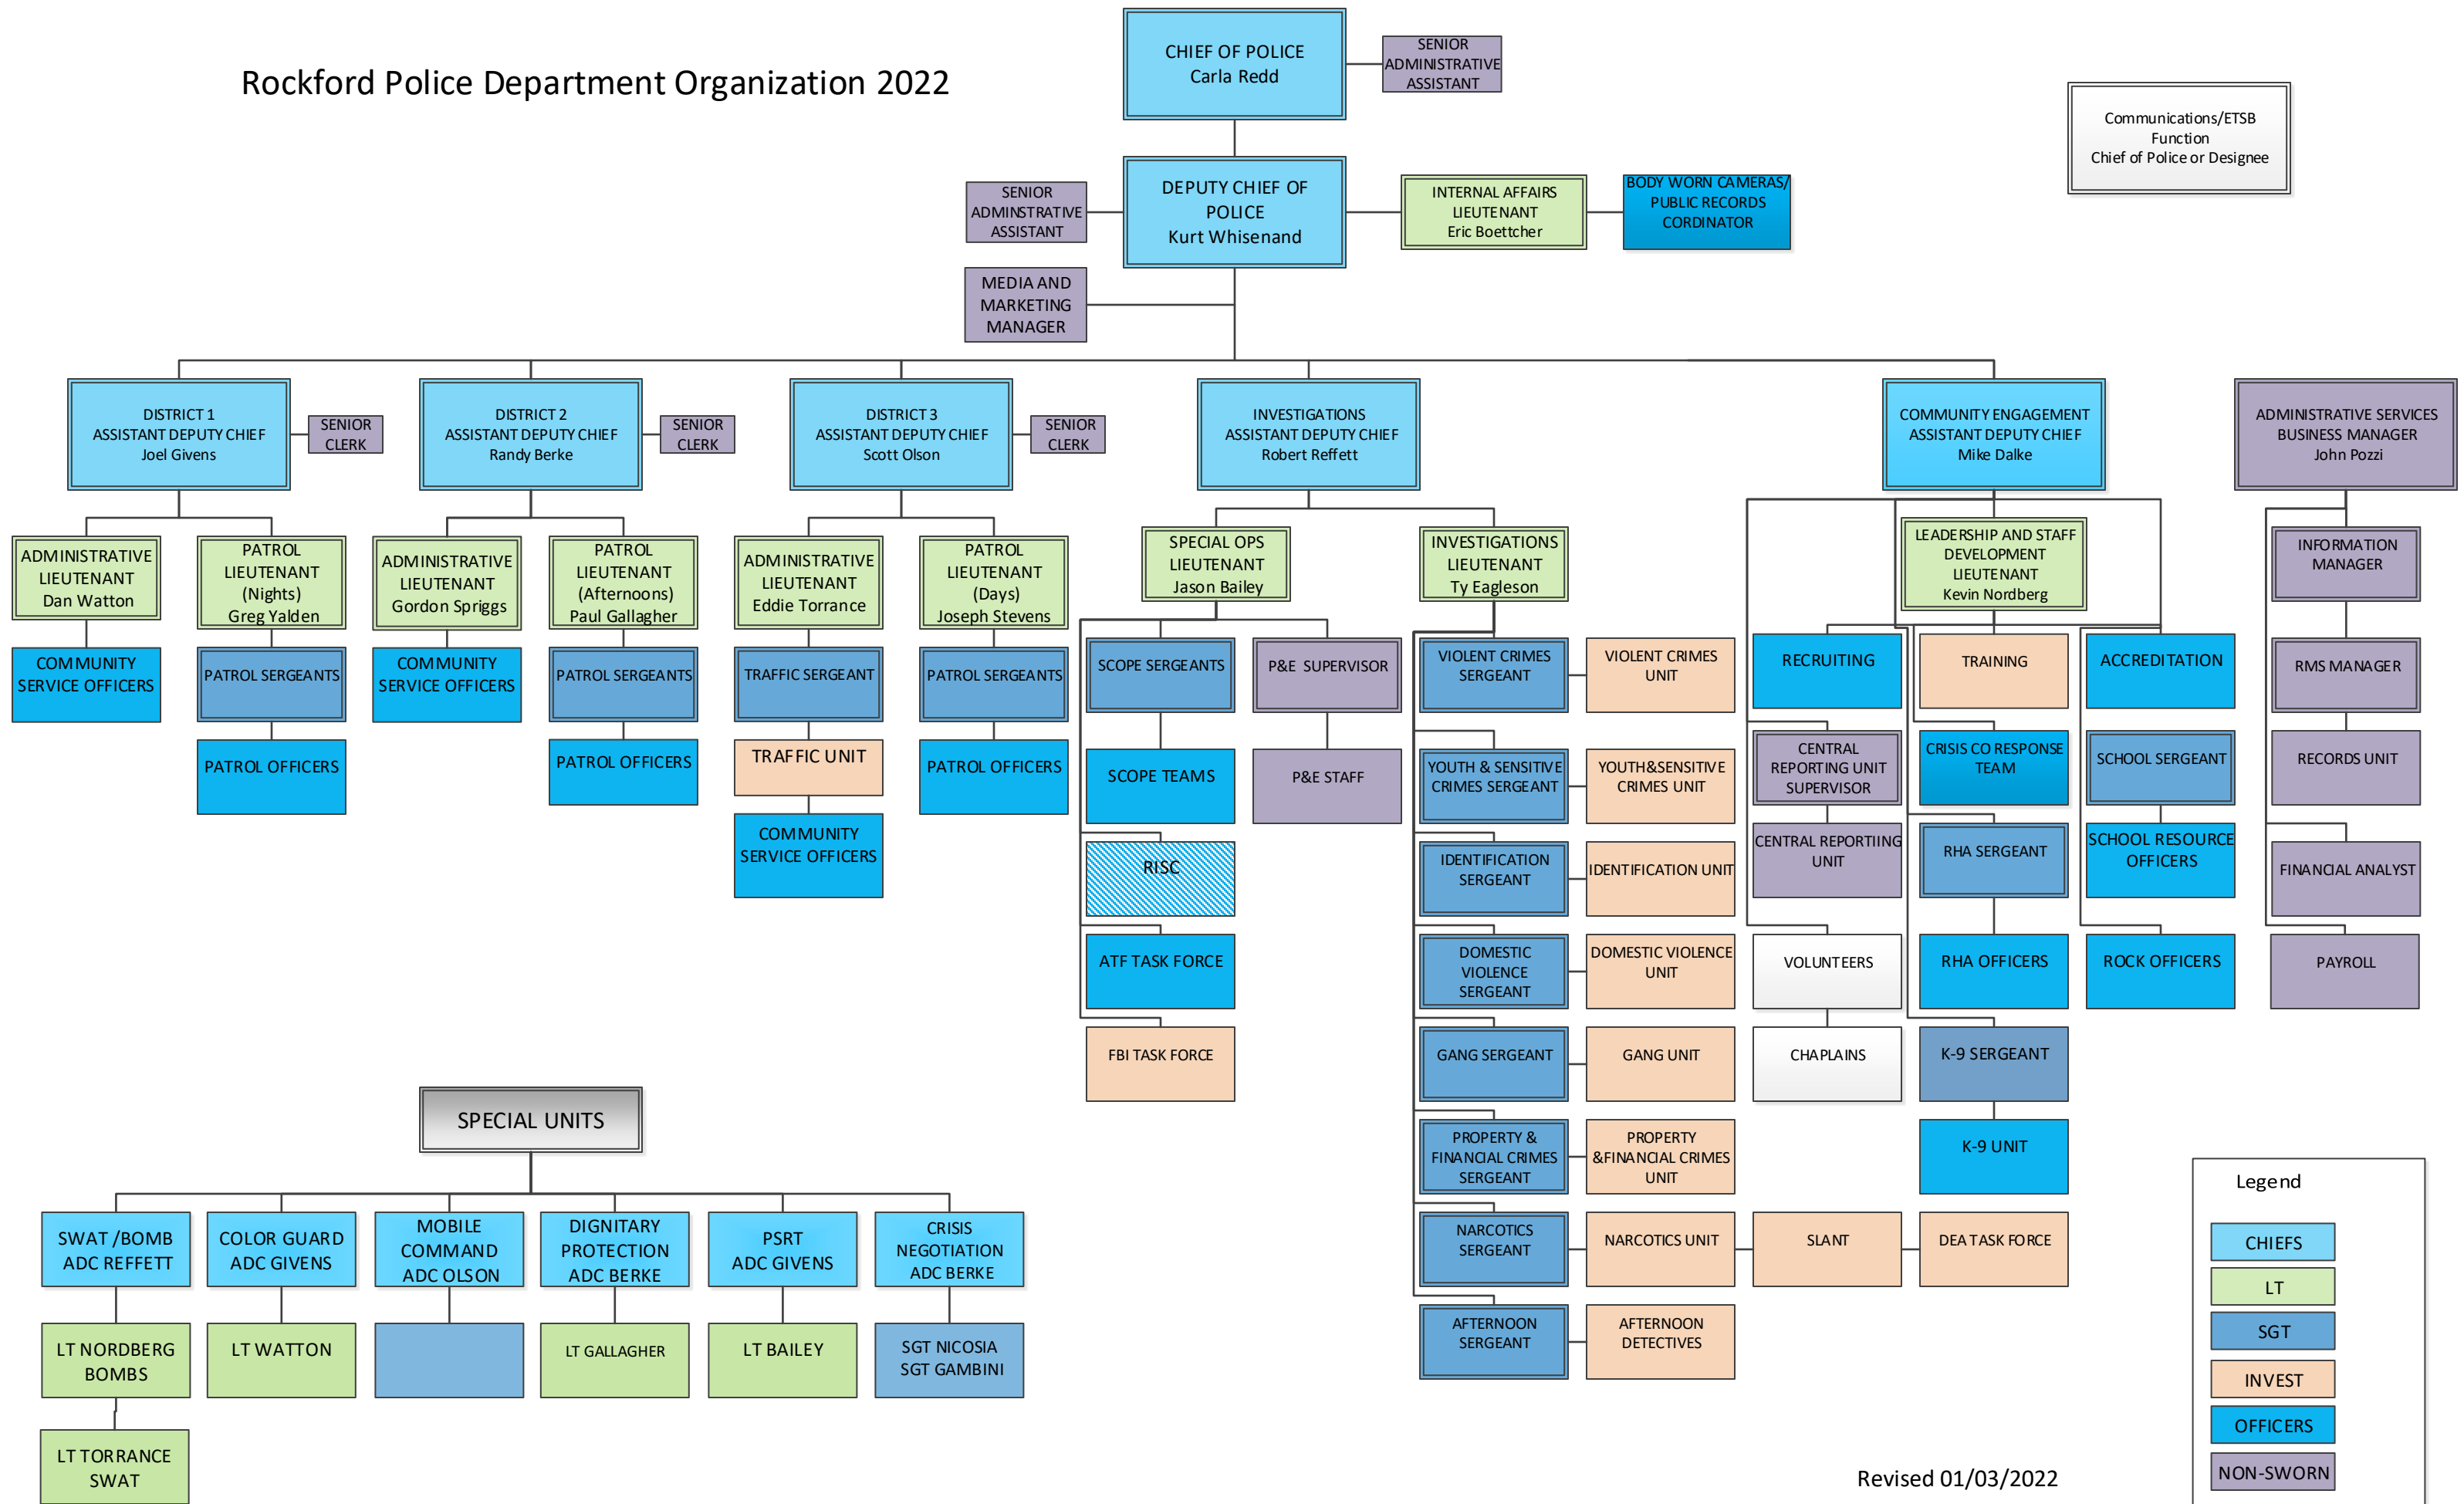 Rockford Police Department Organization 2022
CHIEF OF POLICE
Carla Redd
SENIOR
ADMINISTRATIVE
ASSISTANT
Communications/ETSB
Function
Chief of Police or Designee
SENIOR
ADMINSTRATIVE
ASSISTANT
DEPUTY CHIEF OF
POLICE
Kurt Whisenand
INTERNAL AFFAIRS
LIEUTENANT
Eric Boettcher
BODY WORN CAMERAS/
PUBLIC RECORDS
CORDINATOR
MEDIA AND
MARKETING
MANAGER
DISTRICT 1
ASSISTANT DEPUTY CHIEF
Joel Givens
SENIOR
CLERK
DISTRICT 2
ASSISTANT DEPUTY CHIEF
Randy Berke
SENIOR
CLERK
DISTRICT 3
ASSISTANT DEPUTY CHIEF
Scott Olson
SENIOR
CLERK
INVESTIGATIONS
ASSISTANT DEPUTY CHIEF
Robert Reffett
COMMUNITY ENGAGEMENT
ASSISTANT DEPUTY CHIEF
Mike Dalke
ADMINISTRATIVE SERVICES
BUSINESS MANAGER
John Pozzi
ADMINISTRATIVE
LIEUTENANT
Dan Watton
PATROL
LIEUTENANT
(Nights)
Greg Yalden
ADMINISTRATIVE
LIEUTENANT
Gordon Spriggs
PATROL
LIEUTENANT
(Afternoons)
Paul Gallagher
ADMINISTRATIVE
LIEUTENANT
Eddie Torrance
PATROL
LIEUTENANT
(Days)
Joseph Stevens
SPECIAL OPS
LIEUTENANT
Jason Bailey
INVESTIGATIONS
LIEUTENANT
Ty Eagleson
LEADERSHIP AND STAFF
DEVELOPMENT
LIEUTENANT
Kevin Nordberg
INFORMATION
MANAGER
COMMUNITY
SERVICE OFFICERS
PATROL SERGEANTS
COMMUNITY
SERVICE OFFICERS
PATROL SERGEANTS
TRAFFIC SERGEANT
PATROL SERGEANTS
SCOPE SERGEANTS
P&E  SUPERVISOR
VIOLENT CRIMES
SERGEANT
VIOLENT CRIMES
UNIT
RECRUITING
TRAINING
ACCREDITATION
RMS MANAGER
PATROL OFFICERS
PATROL OFFICERS
TRAFFIC UNIT
PATROL OFFICERS
SCOPE TEAMS
P&E STAFF
YOUTH & SENSITIVE
CRIMES SERGEANT
YOUTH&SENSITIVE
CRIMES UNIT
CENTRAL
REPORTING UNIT
SUPERVISOR
CRISIS CO RESPONSE
TEAM
SCHOOL SERGEANT
RECORDS UNIT
COMMUNITY
SERVICE OFFICERS
RISC
IDENTIFICATION
SERGEANT
IDENTIFICATION UNIT
CENTRAL REPORTIING
UNIT
RHA SERGEANT
SCHOOL RESOURCE
OFFICERS
FINANCIAL ANALYST
ATF TASK FORCE
DOMESTIC
VIOLENCE
SERGEANT
DOMESTIC VIOLENCE
UNIT
VOLUNTEERS
RHA OFFICERS
ROCK OFFICERS
PAYROLL
FBI TASK FORCE
GANG SERGEANT
GANG UNIT
CHAPLAINS
K-9 SERGEANT
PROPERTY &
FINANCIAL CRIMES
SERGEANT
PROPERTY
&FINANCIAL CRIMES
UNIT
K-9 UNIT
NARCOTICS
SERGEANT
NARCOTICS UNIT
SLANT
DEA TASK FORCE
AFTERNOON
SERGEANT
AFTERNOON
DETECTIVES
SPECIAL UNITS
SWAT /BOMB
ADC REFFETT
COLOR GUARD
ADC GIVENS
MOBILE
COMMAND
ADC OLSON
DIGNITARY
PROTECTION
ADC BERKE
PSRT
ADC GIVENS
CRISIS
NEGOTIATION
ADC BERKE
LT NORDBERG
BOMBS
LT WATTON
LT GALLAGHER
LT BAILEY
SGT NICOSIA
SGT GAMBINI
LT TORRANCE
SWAT
Legend
CHIEFS
LT
SGT
INVEST
OFFICERS
NON-SWORN
Revised 01/03/2022